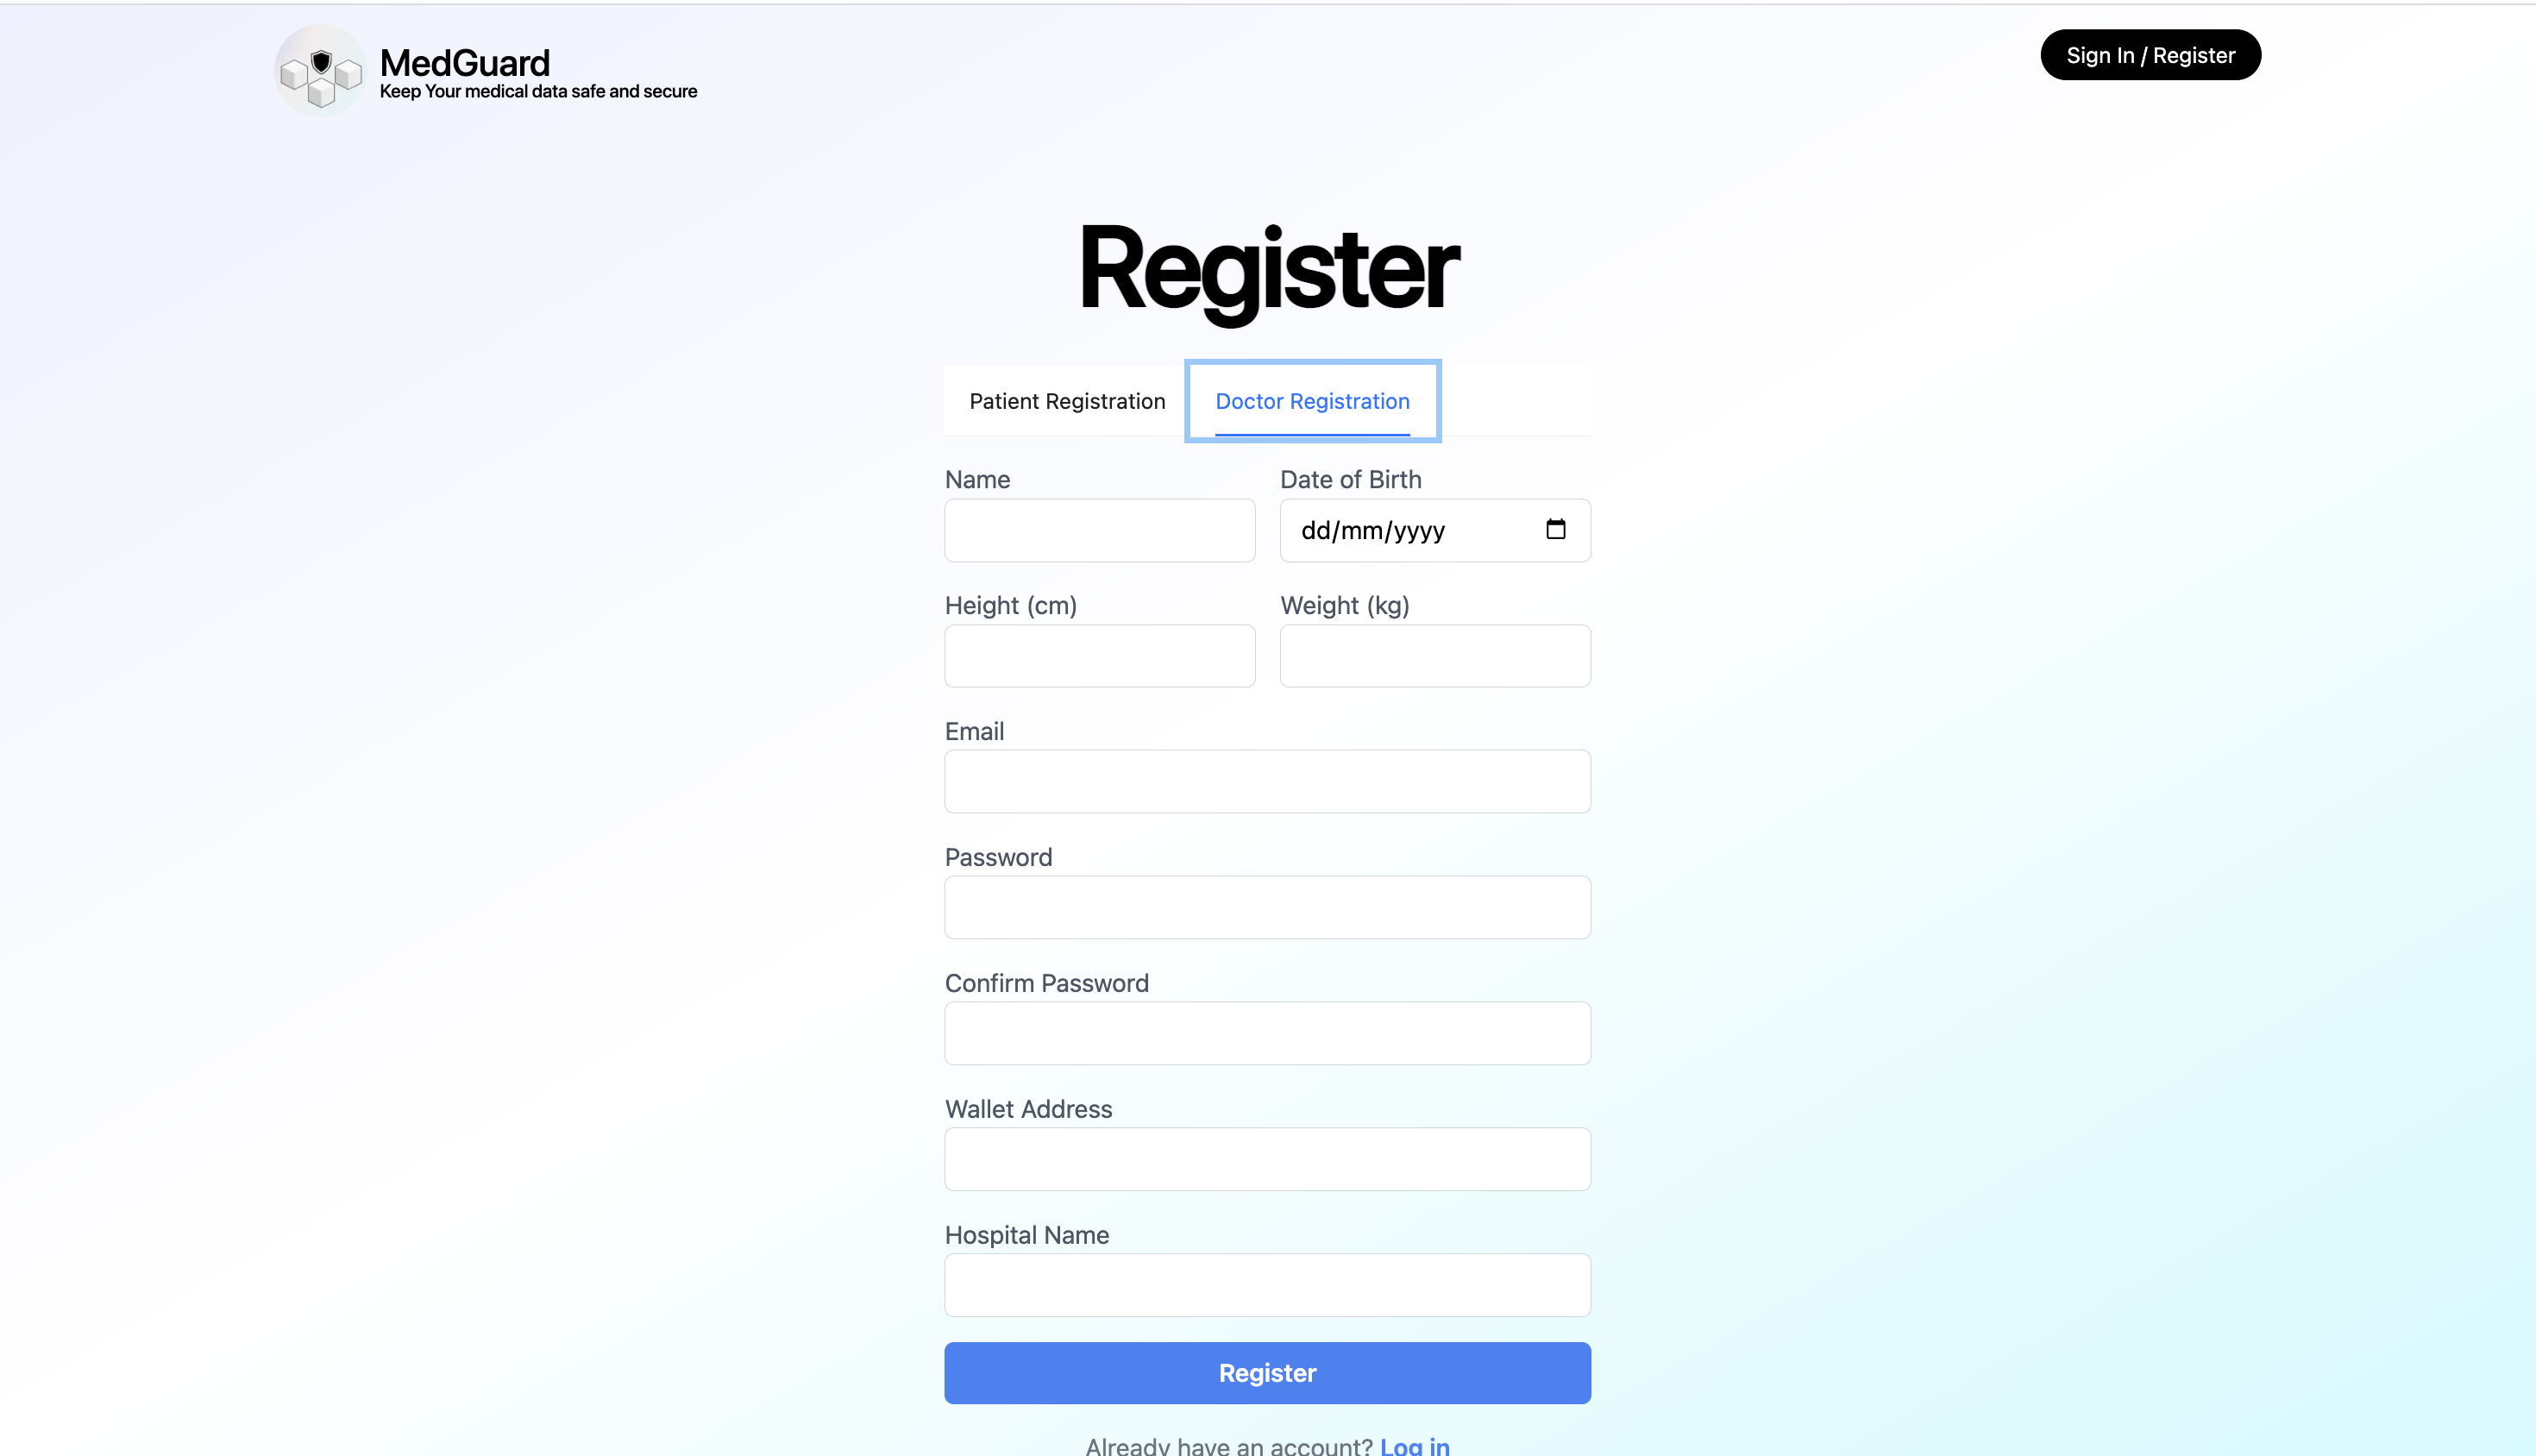 MedGuard
Keep Your medical data safe and secure
Sign In / Register
Register
Patient Registration
Doctor Registration
Name
Date of Birth
dd/mm/yyyy
Height (cm)
Weight (kg)
Email
Password
Confirm Password
Wallet Address
Hospital Name
Register
Already have an account? Log in